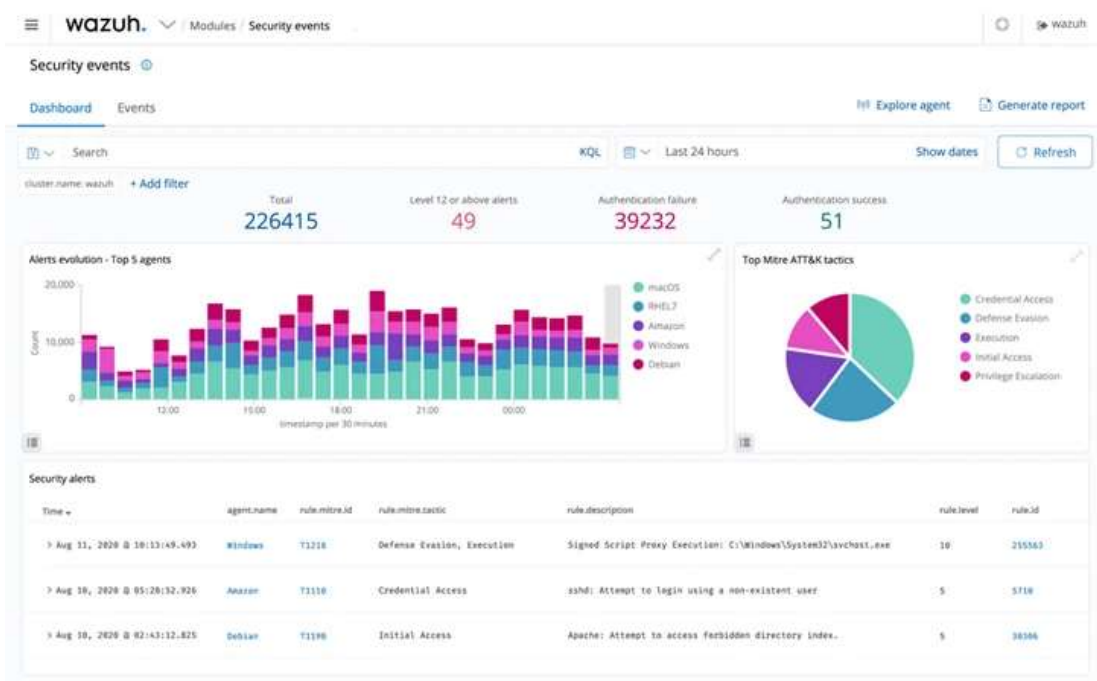 wazuh. / Modules / Security events
wazuh
Security events
Dashboard Events
Explore agent Generate report
Search KQL Last 24 hours Show dates Refresh
cluster.name: wazuh + Add filter
Total Level 12 or above alerts Authentication failure Authentication success
226415 49 39232 51
Alerts evolution - Top 5 agents
20,000
10,000
0
Count
12:00 15:00 18:00 21:00 00:00
timestamp per 30 minutes
macOS
RHEL7
Amazon
Windows
Debian
Top Mitre ATT&K tactics
Credential Access
Defense Evasion
Execution
Initial Access
Privilege Escalation
Security alerts
Time agent.name rule.mitre.id rule.mitre.tactic rule.description rule.level rule.id
> Aug 11, 2020 @ 10:13:49.493 Windows T1218 Defense Evasion, Execution Signed Script Proxy Execution: C:\Windows\System32\svchost.exe 10 255563
> Aug 10, 2020 @ 05:20:52.926 Amazon T1110 Credential Access sshd: Attempt to login using a non-existent user 5 5710
> Aug 10, 2020 @ 02:43:12.825 Debian T1190 Initial Access Apache: Attempt to access forbidden directory index. 5 30306